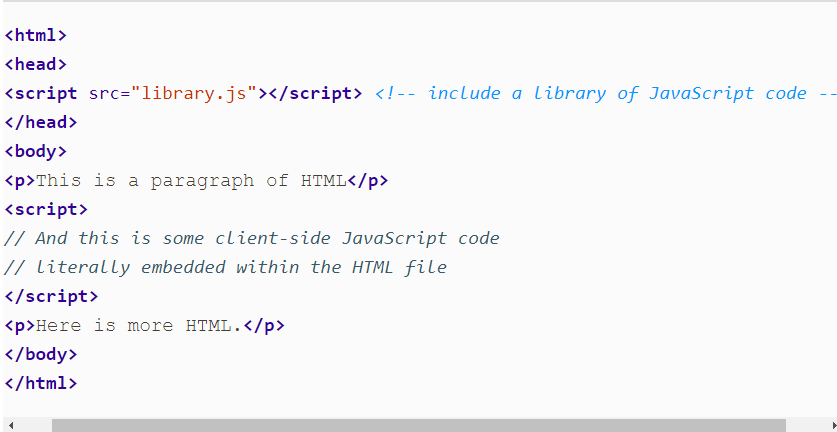 <html>
<head>
<script src="library.js"></script> <!-- include a library of JavaScript code --
</head>
<body>
<p>This is a paragraph of HTML</p>
<script>
// And this is some client-side JavaScript code
// literally embedded within the HTML file
</script>
<p>Here is more HTML.</p>
</body>
</html>